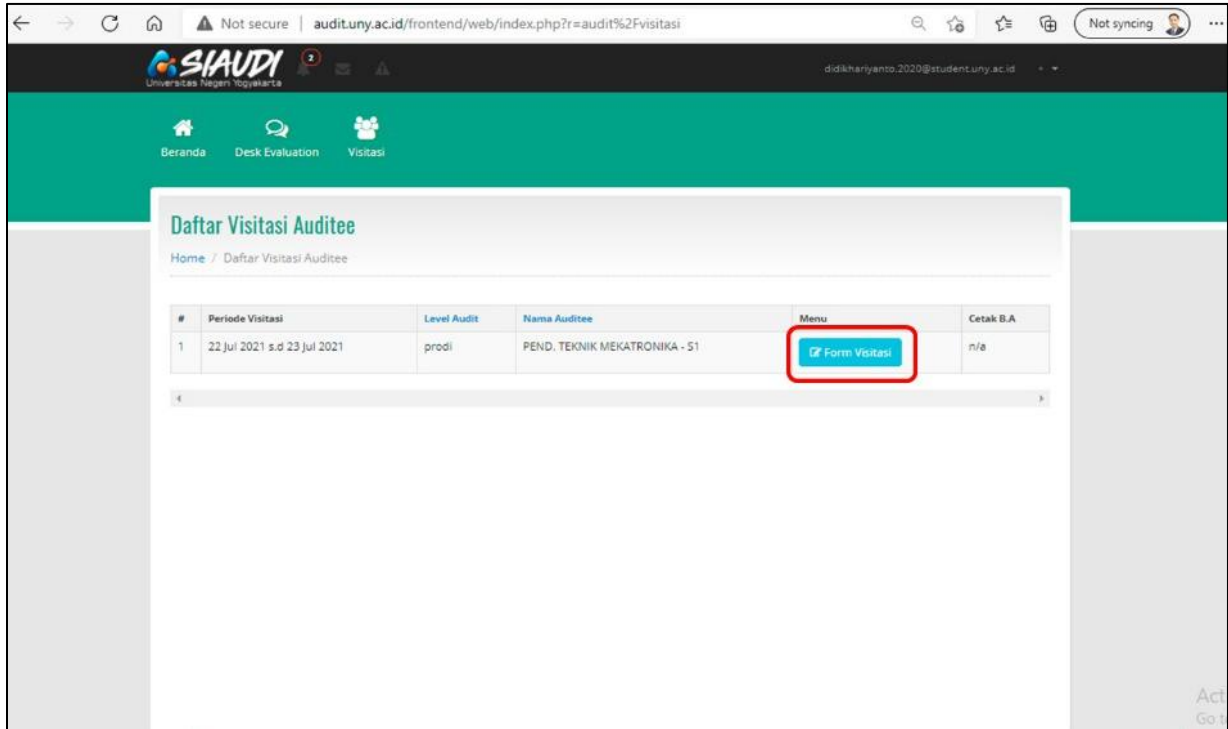 Not secure | audit.uny.ac.id/frontend/web/index.php?r=audit%2Fvisitasi Not syncing
SIAUDI 2 didikhariyanto.2020@student.uny.ac.id
Universitas Negeri Yogyakarta
Beranda Desk Evaluation Visitasi
Daftar Visitasi Auditee
Home / Daftar Visitasi Auditee
# Periode Visitasi Level Audit Nama Auditee Menu Cetak B.A
1 22 Jul 2021 s.d 23 Jul 2021 prodi PEND. TEKNIK MEKATRONIKA - S1 Form Visitasi n/a
Act
Go t